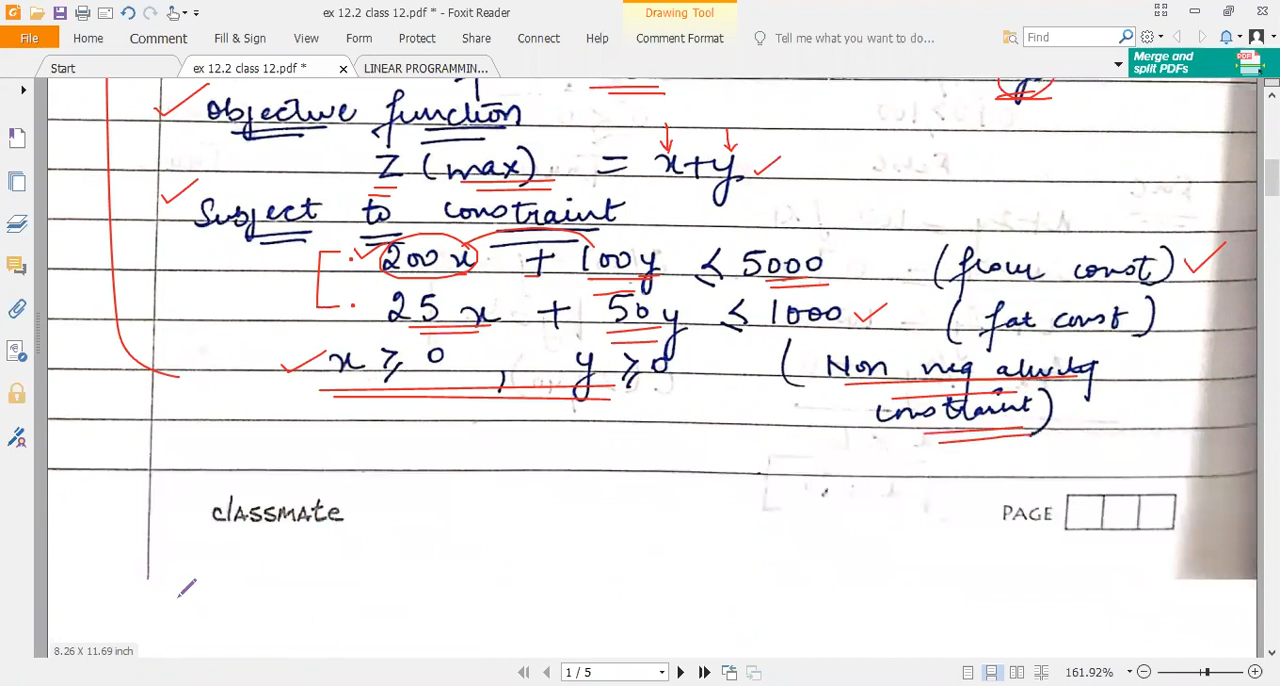 ex 12.2 class 12.pdf * - Foxit Reader
Drawing Tool
File Home Comment Fill & Sign View Form Protect Share Connect Help Comment Format Tell me what you want to do... Find
Start ex 12.2 class 12.pdf * LINEAR PROGRAMMIN... Merge and split PDFs
Objective function
Z (max) = x+y
Subject to constraint
200x + 100y ≤ 5000 (from const)
25x + 50y ≤ 1000 (fat const)
x ≥ 0 , y ≥ 0 (Non
constraint)
classmate PAGE
8.26 x 11.69 inch
1 / 5 161.92%